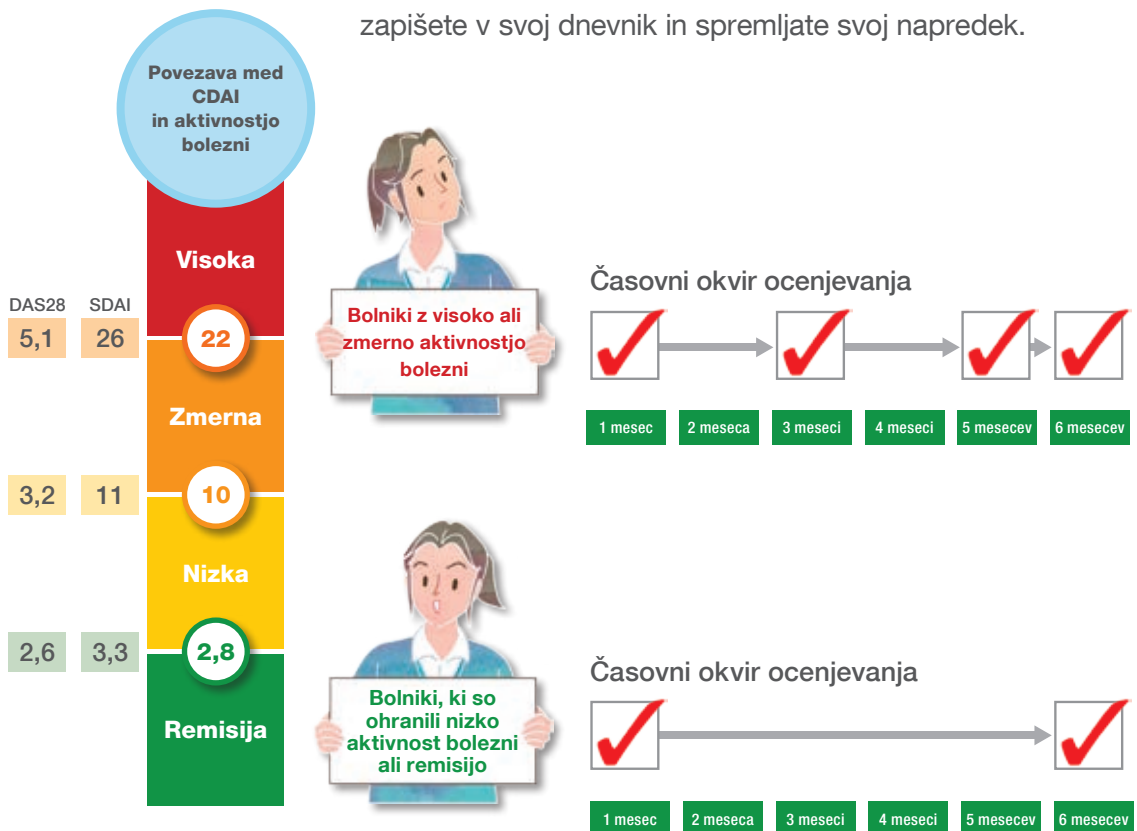 zapišete v svoj dnevnik in spremljate svoj napredek.
Povezava med
CDAI
in aktivnostjo
bolezni
Visoka
DAS28 SDAI
5,1 26 22
Zmerna
3,2 11 10
Nizka
2,6 3,3 2,8
Remisija
Bolniki z visoko ali
zmerno aktivnostjo
bolezni
Časovni okvir ocenjevanja
1 mesec 2 meseca 3 meseci 4 meseci 5 mesecev 6 mesecev
Bolniki, ki so
ohranili nizko
aktivnost bolezni
ali remisijo
Časovni okvir ocenjevanja
1 mesec 2 meseca 3 meseci 4 meseci 5 mesecev 6 mesecev